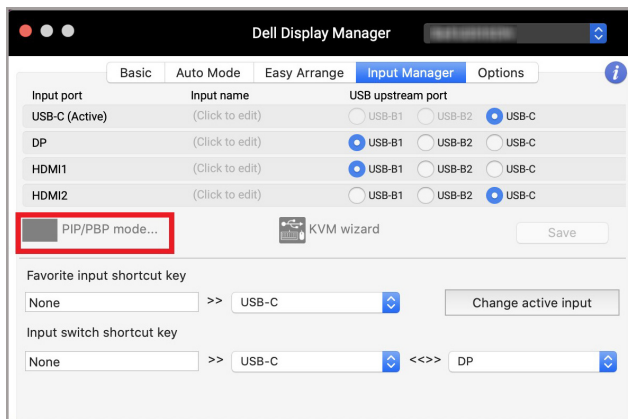 Dell Display Manager
Basic Auto Mode Easy Arrange Input Manager Options i
Input port Input name USB upstream port
USB-C (Active) (Click to edit) USB-B1 USB-B2 USB-C
DP (Click to edit) USB-B1 USB-B2 USB-C
HDMI1 (Click to edit) USB-B1 USB-B2 USB-C
HDMI2 (Click to edit) USB-B1 USB-B2 USB-C
PIP/PBP mode... KVM wizard Save
Favorite input shortcut key
None >> USB-C Change active input
Input switch shortcut key
None >> USB-C <<>> DP